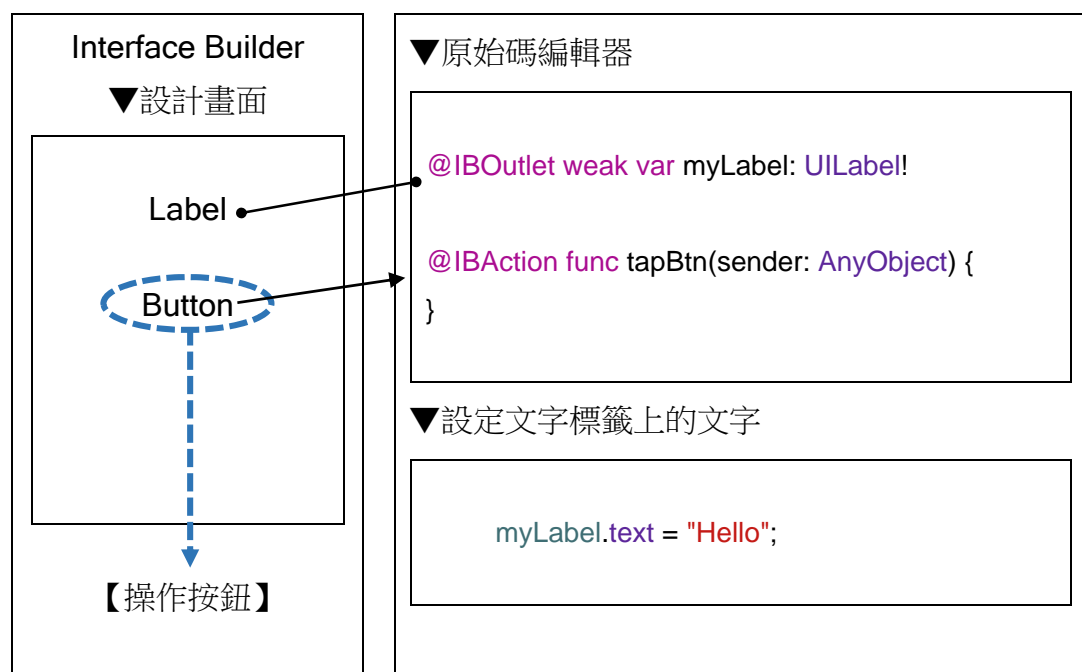 Interface Builder
▼設計畫面
Label
Button
【操作按鈕】
▼原始碼編輯器
@IBOutlet weak var myLabel: UILabel!
@IBAction func tapBtn(sender: AnyObject) {
}
▼設定文字標籤上的文字
myLabel.text = "Hello";